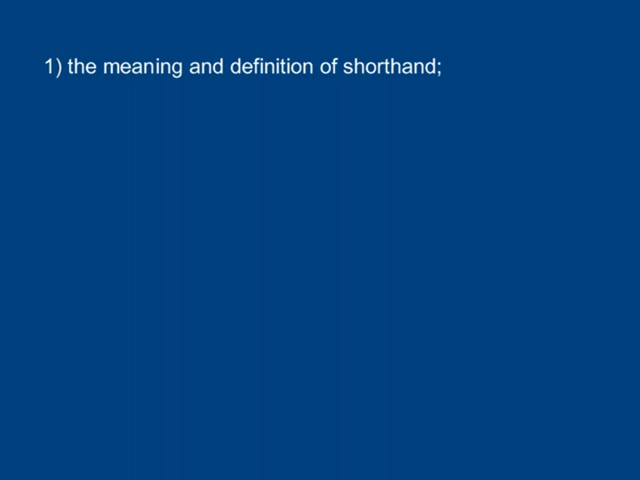 1) the meaning and definition of shorthand;